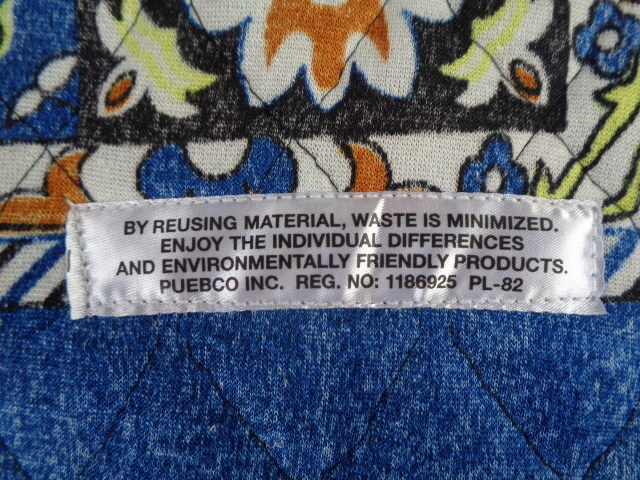 BY REUSING MATERIAL, WASTE IS MINIMIZED.
ENJOY THE INDIVIDUAL DIFFERENCES
AND ENVIRONMENTALLY FRIENDLY PRODUCTS.
PUEBCO INC. REG. NO: 1186925 PL-82